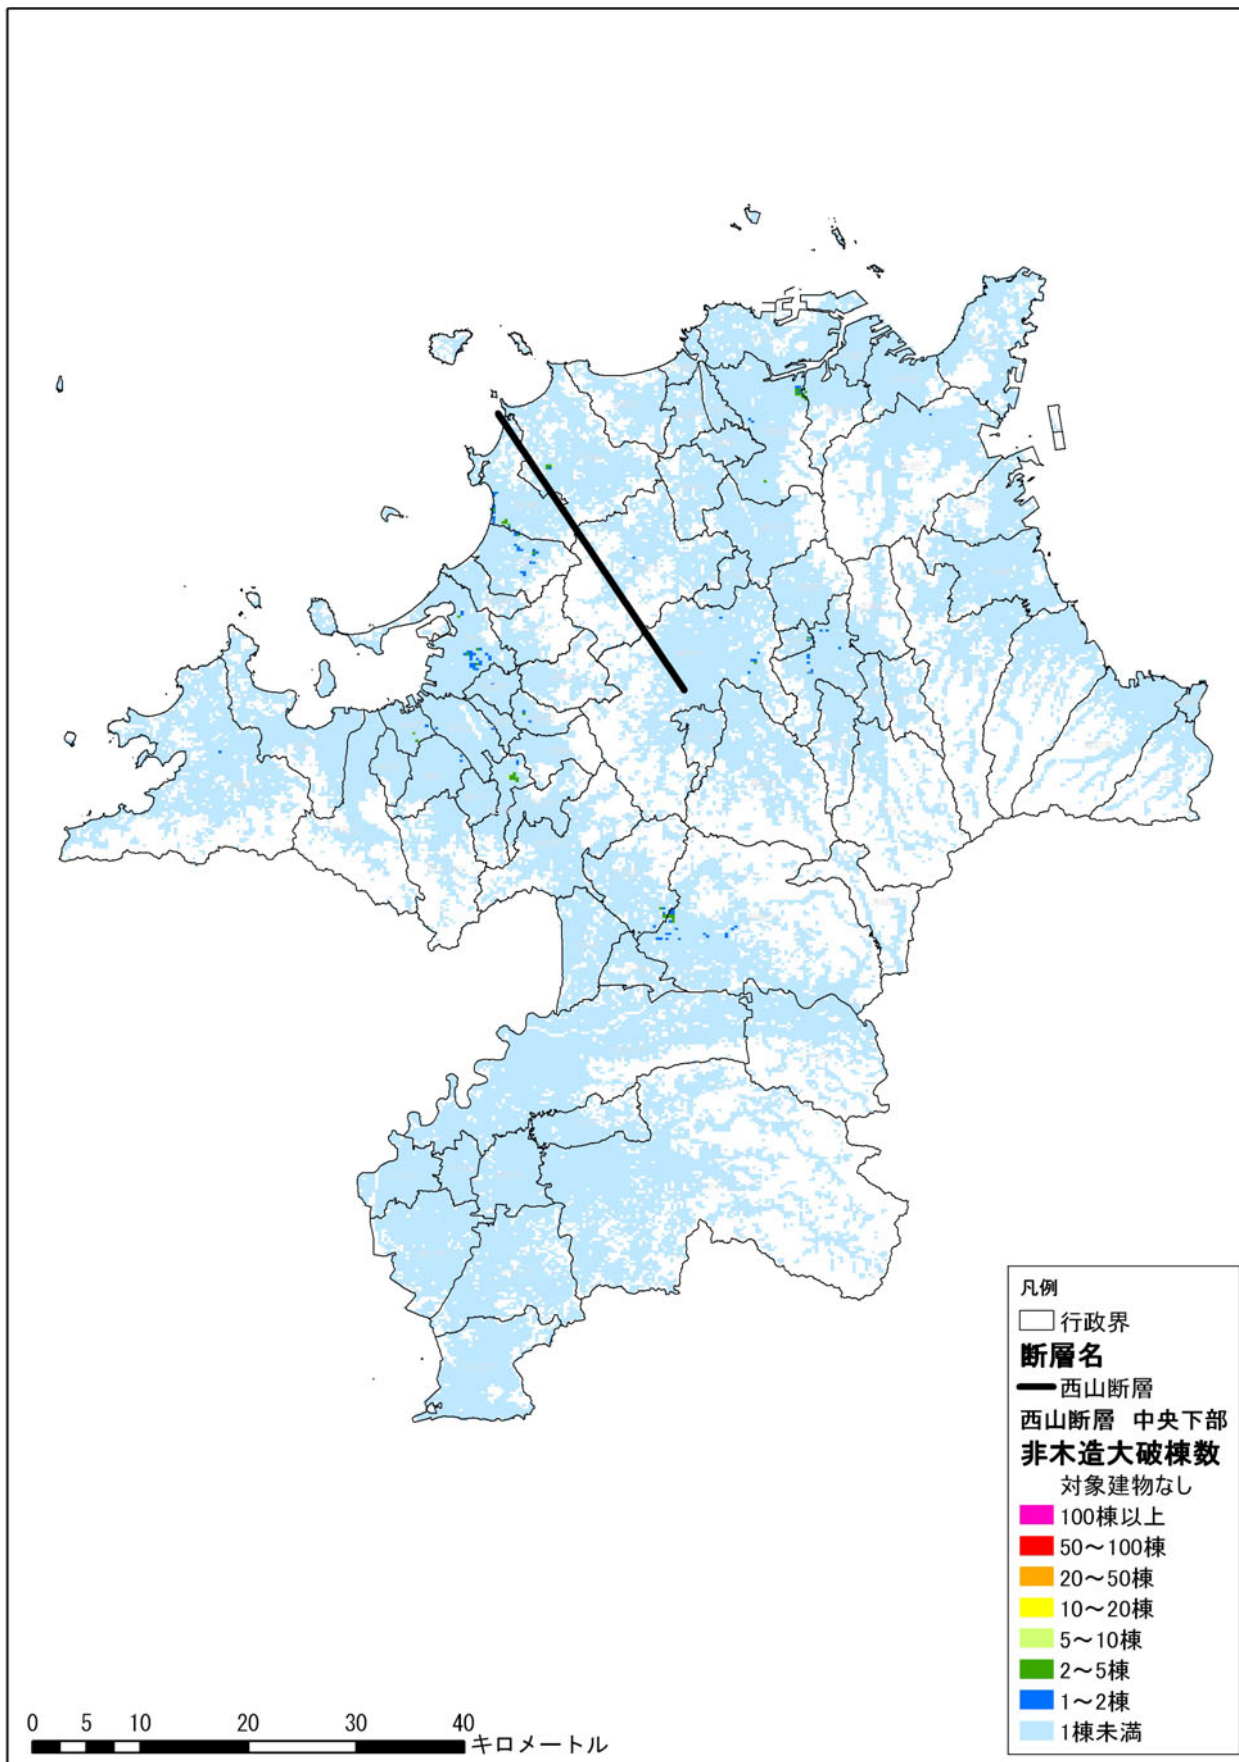 凡例
行政界
断層名
西山断層
西山断層 中央下部
非木造大破棟数
対象建物なし
100棟以上
50～100棟
20～50棟
10～20棟
5～10棟
2～5棟
1～2棟
1棟未満
0 5 10 20 30 40
キロメートル